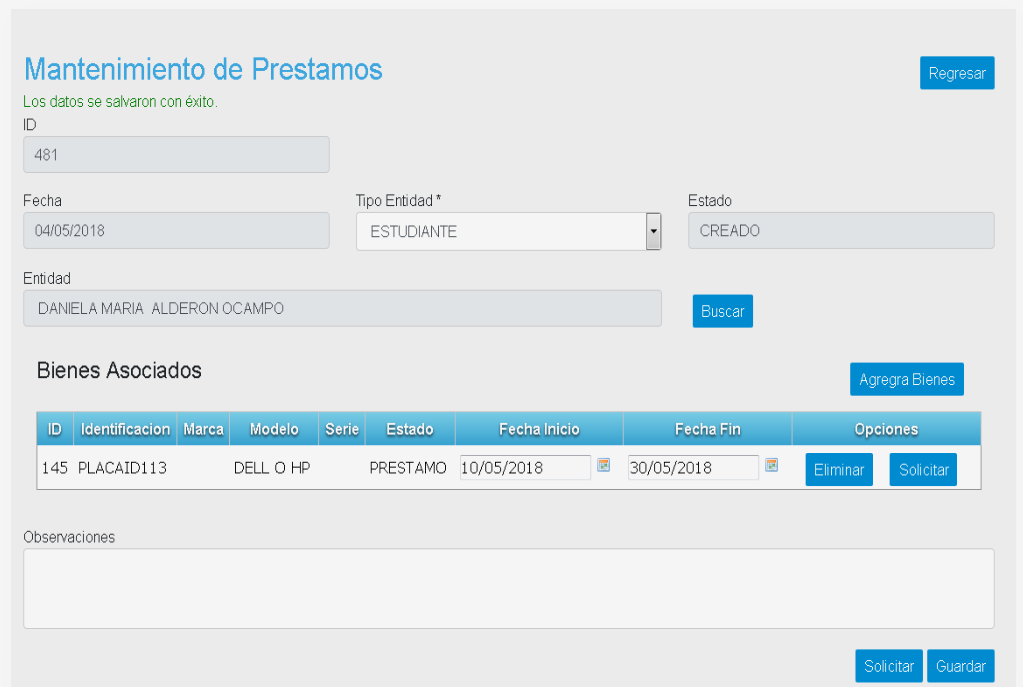 Mantenimiento de Prestamos
Regresar
Los datos se salvaron con éxito.
ID
481
Fecha
Tipo Entidad *
Estado
04/05/2018
ESTUDIANTE
CREADO
Entidad
DANIELA MARIA ALDERON OCAMPO
Buscar
Bienes Asociados
Agregra Bienes
ID Identificacion Marca Modelo Serie Estado Fecha Inicio Fecha Fin Opciones
145 PLACAID113 DELL O HP PRESTAMO 10/05/2018 30/05/2018 Eliminar Solicitar
Observaciones
Solicitar Guardar